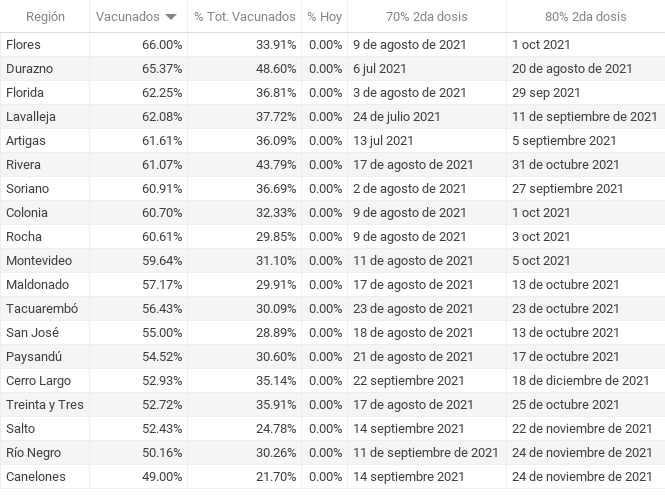 Región Vacunados % Tot. Vacunados % Hoy 70% 2da dosis 80% 2da dosis
Flores 66.00% 33.91% 0.00% 9 de agosto de 2021 1 oct 2021
Durazno 65.37% 48.60% 0.00% 6 jul 2021 20 de agosto de 2021
Florida 62.25% 36.81% 0.00% 3 de agosto de 2021 29 sep 2021
Lavalleja 62.08% 37.72% 0.00% 24 de julio 2021 11 de septiembre de 2021
Artigas 61.61% 36.09% 0.00% 13 jul 2021 5 septiembre 2021
Rivera 61.07% 43.79% 0.00% 17 de agosto de 2021 31 de octubre 2021
Soriano 60.91% 36.69% 0.00% 2 de agosto de 2021 27 septiembre 2021
Colonia 60.70% 32.33% 0.00% 9 de agosto de 2021 1 oct 2021
Rocha 60.61% 29.85% 0.00% 9 de agosto de 2021 3 oct 2021
Montevideo 59.64% 31.10% 0.00% 11 de agosto de 2021 5 oct 2021
Maldonado 57.17% 29.91% 0.00% 17 de agosto de 2021 13 de octubre 2021
Tacuarembó 56.43% 30.09% 0.00% 23 de agosto de 2021 23 de octubre 2021
San José 55.00% 28.89% 0.00% 18 de agosto de 2021 13 de octubre 2021
Paysandú 54.52% 30.60% 0.00% 21 de agosto de 2021 17 de octubre 2021
Cerro Largo 52.93% 35.14% 0.00% 22 septiembre 2021 18 de diciembre de 2021
Treinta y Tres 52.72% 35.91% 0.00% 17 de agosto de 2021 25 de octubre 2021
Salto 52.43% 24.78% 0.00% 14 septiembre 2021 22 de noviembre de 2021
Río Negro 50.16% 30.26% 0.00% 11 de septiembre de 2021 24 de noviembre de 2021
Canelones 49.00% 21.70% 0.00% 14 septiembre 2021 24 de noviembre de 2021